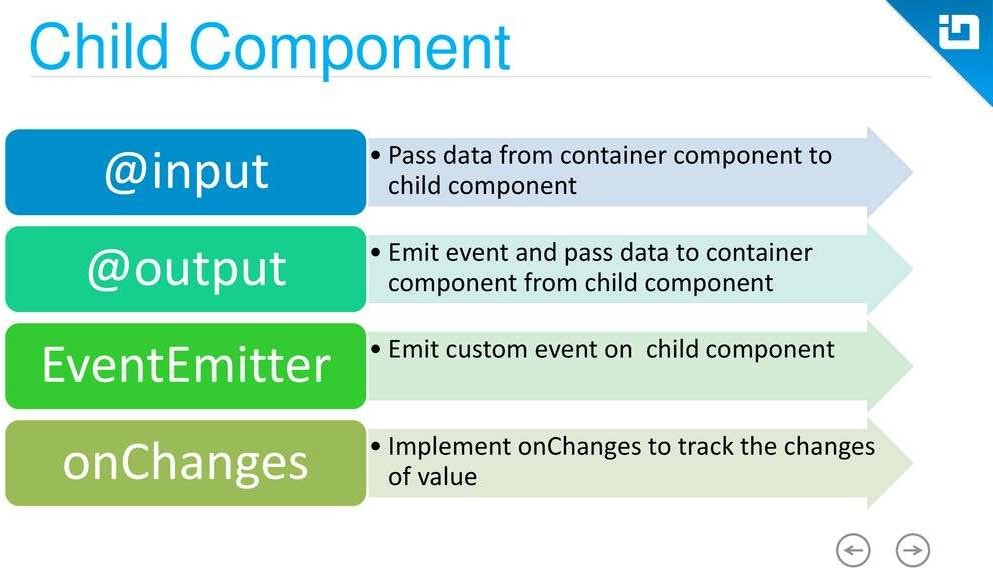 Child Component
@input
• Pass data from container component to
child component
@output
• Emit event and pass data to container
component from child component
EventEmitter
• Emit custom event on  child component
onChanges
• Implement onChanges to track the changes
of value